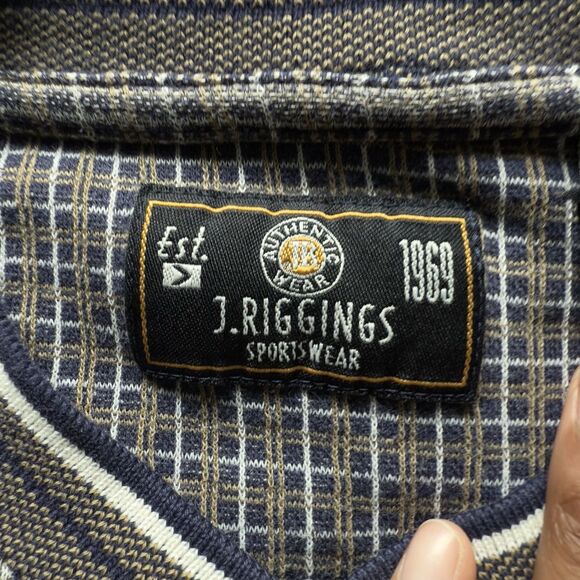 Est.
AUTHENTIC
JR
WEAR
1969
J.RIGGINGS
SPORTSWEAR